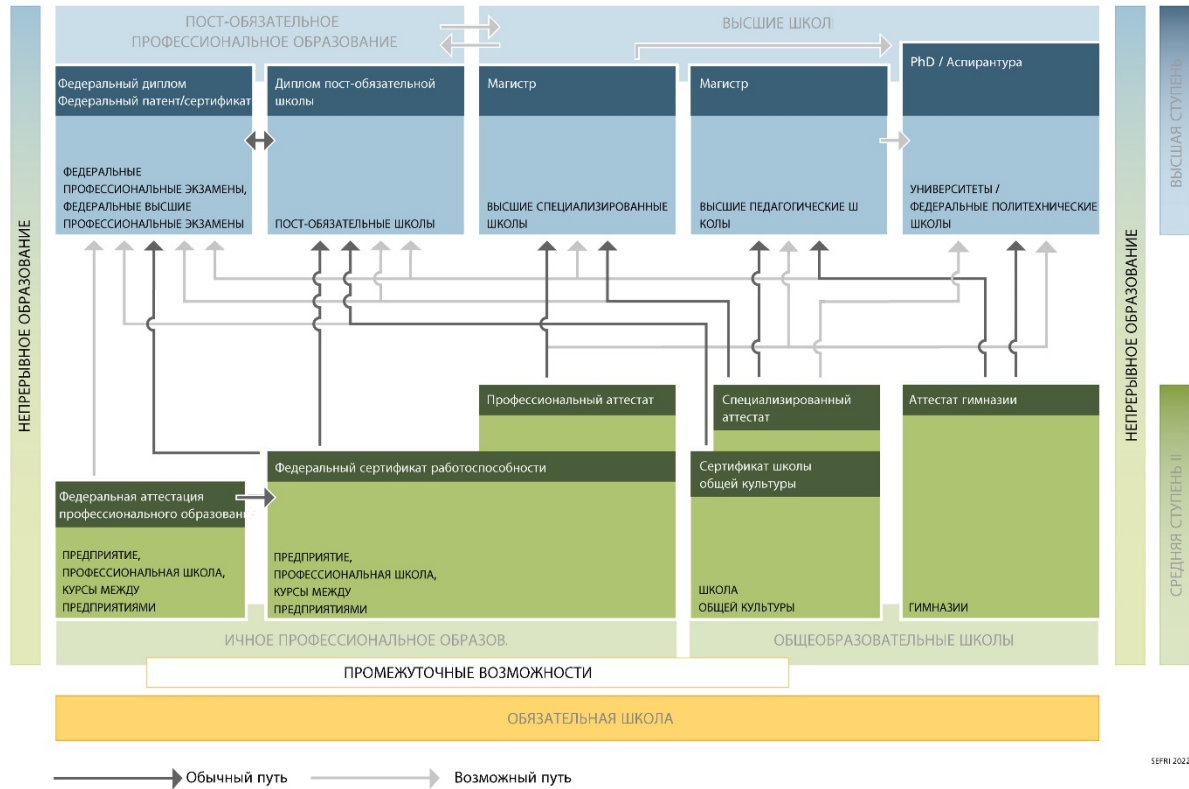 ПОСТ-ОБЯЗАТЕЛЬНОЕ
ПРОФЕССИОНАЛЬНОЕ ОБРАЗОВАНИЕ
ВЫСШИЕ ШКОЛ
Федеральный диплом
Федеральный патент/сертификат
ФЕДЕРАЛЬНЫЕ
ПРОФЕССИОНАЛЬНЫЕ ЭКЗАМЕНЫ,
ФЕДЕРАЛЬНЫЕ ВЫСШИЕ
ПРОФЕССИОНАЛЬНЫЕ ЭКЗАМЕНЫ
Диплом пост-обязательной
школы
ПОСТ-ОБЯЗАТЕЛЬНЫЕ ШКОЛЫ
Магистр
ВЫСШИЕ СПЕЦИАЛИЗИРОВАННЫЕ
ШКОЛЫ
Магистр
ВЫСШИЕ ПЕДАГОГИЧЕСКИЕ Ш
КОЛЫ
PhD / Аспирантура
УНИВЕРСИТЕТЫ /
ФЕДЕРАЛЬНЫЕ ПОЛИТЕХНИЧЕСКИЕ
ШКОЛЫ
НЕПРЕРЫВНОЕ ОБРАЗОВАНИЕ
НЕПРЕРЫВНОЕ ОБРАЗОВАНИЕ
ВЫСШАЯ СТУПЕНЬ
СРЕДНЯЯ СТУПЕНЬ II
Профессиональный аттестат
Специализированный
аттестат
Аттестат гимназии
Федеральный сертификат работоспособности
Сертификат школы
общей культуры
Федеральная аттестация
профессионального образован
ПРЕДПРИЯТИЕ,
ПРОФЕССИОНАЛЬНАЯ ШКОЛА,
КУРСЫ МЕЖДУ
ПРЕДПРИЯТИЯМИ
ПРЕДПРИЯТИЕ,
ПРОФЕССИОНАЛЬНАЯ ШКОЛА,
КУРСЫ МЕЖДУ
ПРЕДПРИЯТИЯМИ
ШКОЛА
ОБЩЕЙ КУЛЬТУРЫ
ГИМНАЗИИ
ИЧНОЕ ПРОФЕССИОНАЛЬНОЕ ОБРАЗОВ.
ОБЩЕОБРАЗОВАТЕЛЬНЫЕ ШКОЛЫ
ПРОМЕЖУТОЧНЫЕ ВОЗМОЖНОСТИ
ОБЯЗАТЕЛЬНАЯ ШКОЛА
Обычный путь
Возможный путь
SEFRI 2022